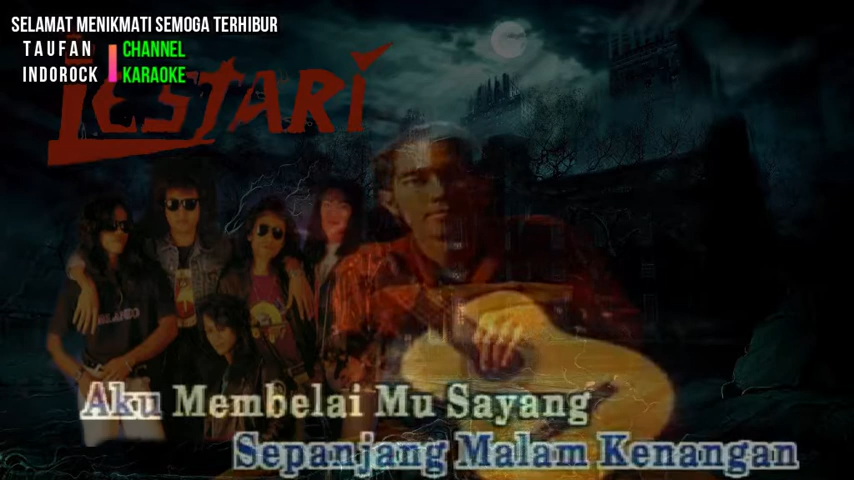 SELAMAT MENIKMATI SEMOGA TERHIBUR
TAUFAN CHANNEL
INDOROCK KARAOKE
lestari
Aku Membelai Mu Sayang
Sepanjang Malam Kenangan